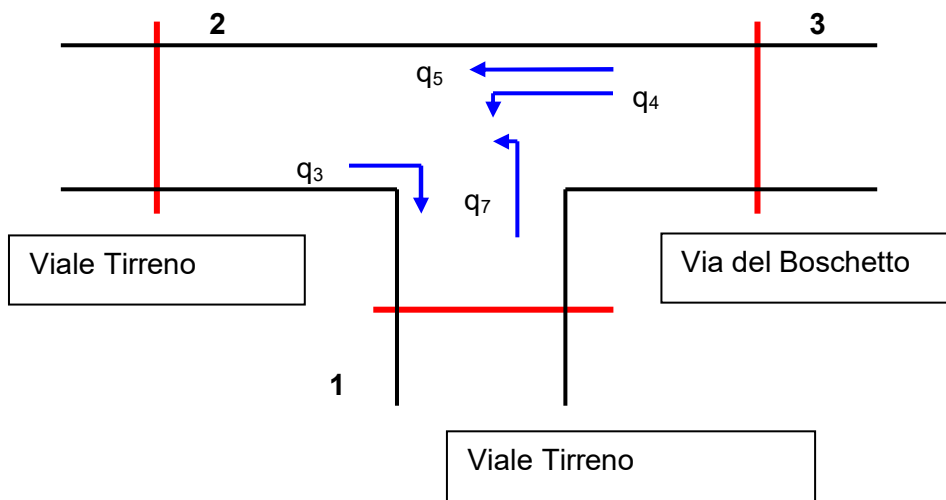 2
3
q₅
q₄
q₃
q₇
Viale Tirreno
Via del Boschetto
1
Viale Tirreno